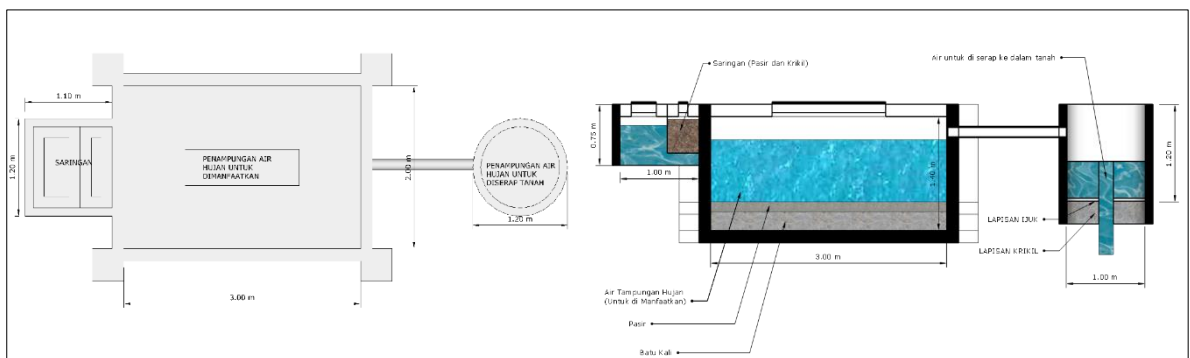 1.10 m
1.20 m
SARINGAN
PENAMPUNGAN AIR
HUJAN UNTUK
DIMANFAATKAN
2.00 m
3.00 m
PENAMPUNGAN AIR
HUJAN UNTUK
DISERAP TANAH
1.20 m
Saringan (Pasir dan Krikil)
Air untuk di serap ke dalam tanah
0.75 m
1.00 m
1.40 m
3.00 m
1.20 m
LAPISAN IJUK
LAPISAN KRIKIL
1.00 m
Air Tampungan Hujan
(Untuk di Manfaatkan)
Pasir
Batu Kali